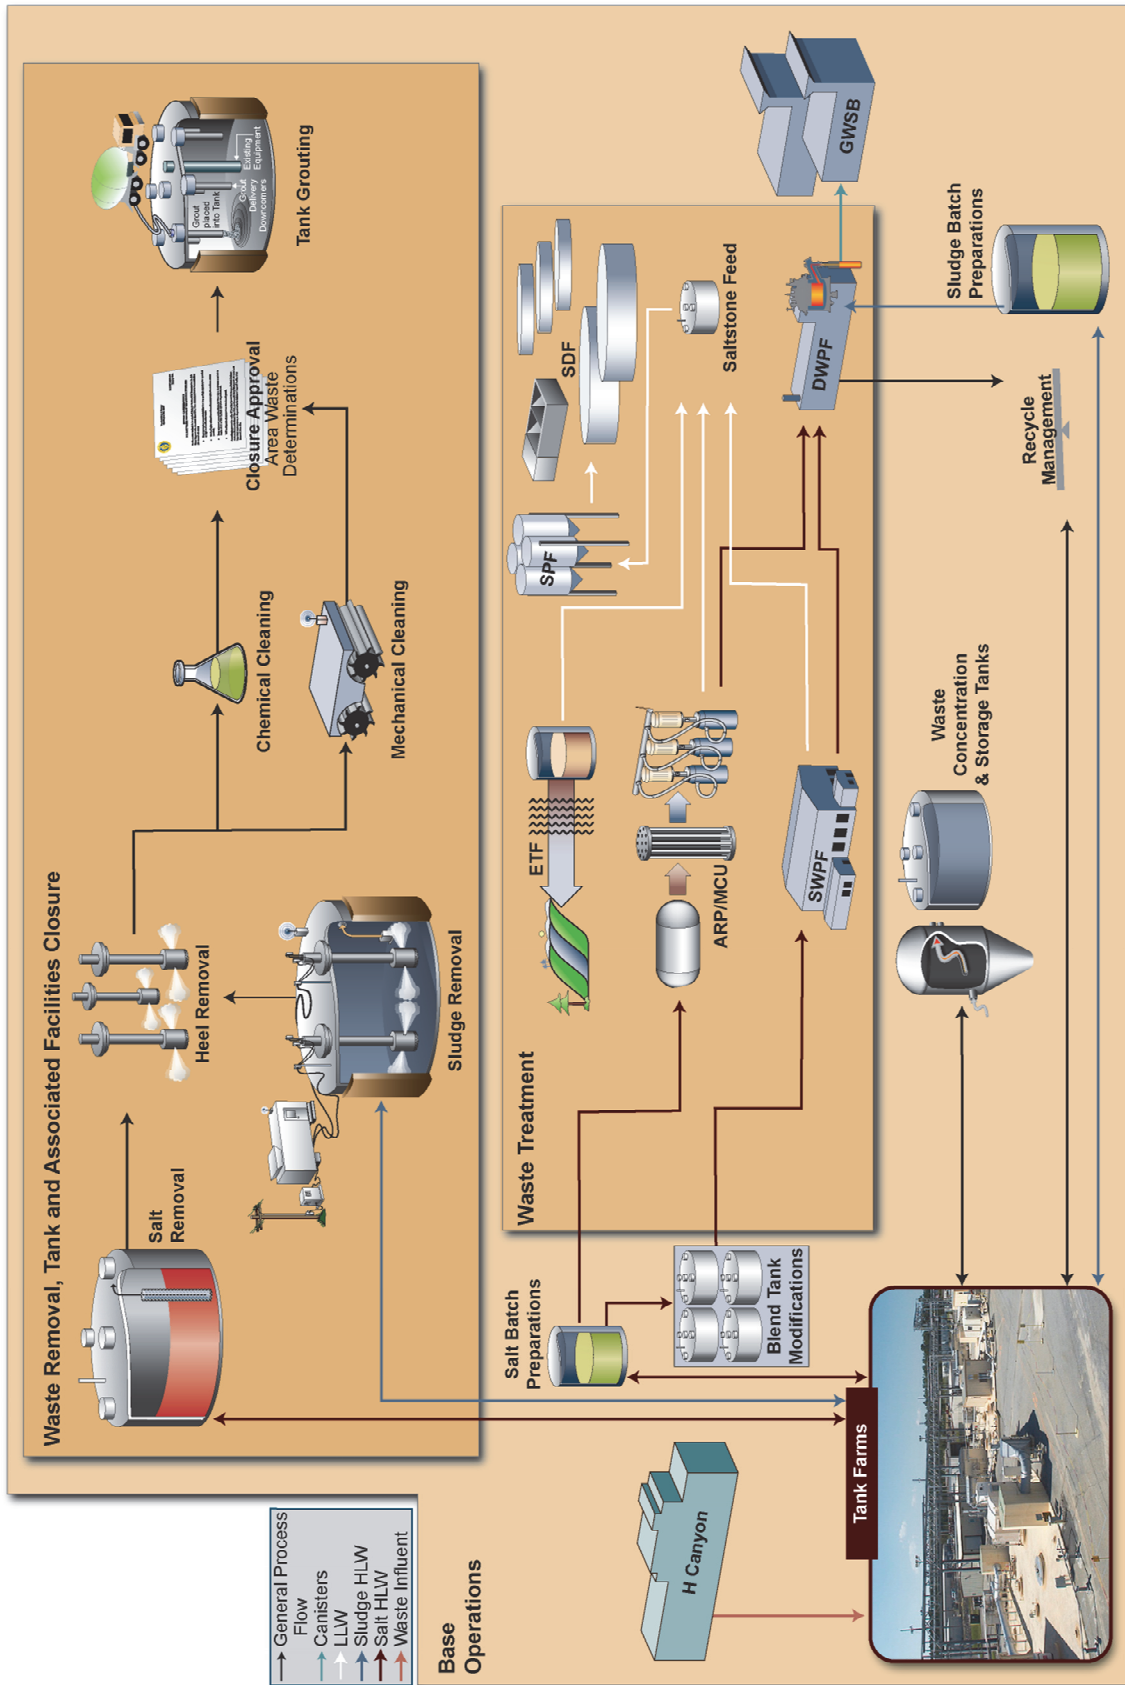 Waste Removal, Tank and Associated Facilities Closure
Salt
Removal
Heel Removal
Sludge Removal
Chemical Cleaning
Mechanical Cleaning
Closure Approval
Area Waste
Determinations
Grout
placed
into Tank
Grout
Delivery
Downcomers
Existing
Equipment
Tank Grouting
General Process
Flow
Canisters
LLW
Sludge HLW
Salt HLW
Waste Influent
Base
Operations
H Canyon
Tank Farms
Salt Batch
Preparations
Blend Tank
Modifications
Waste Treatment
ETF
ARP/MCU
SWPF
SPF
SDF
Saltstone Feed
DWPF
GWSB
Waste
Concentration
& Storage Tanks
Recycle
Management
Sludge Batch
Preparations